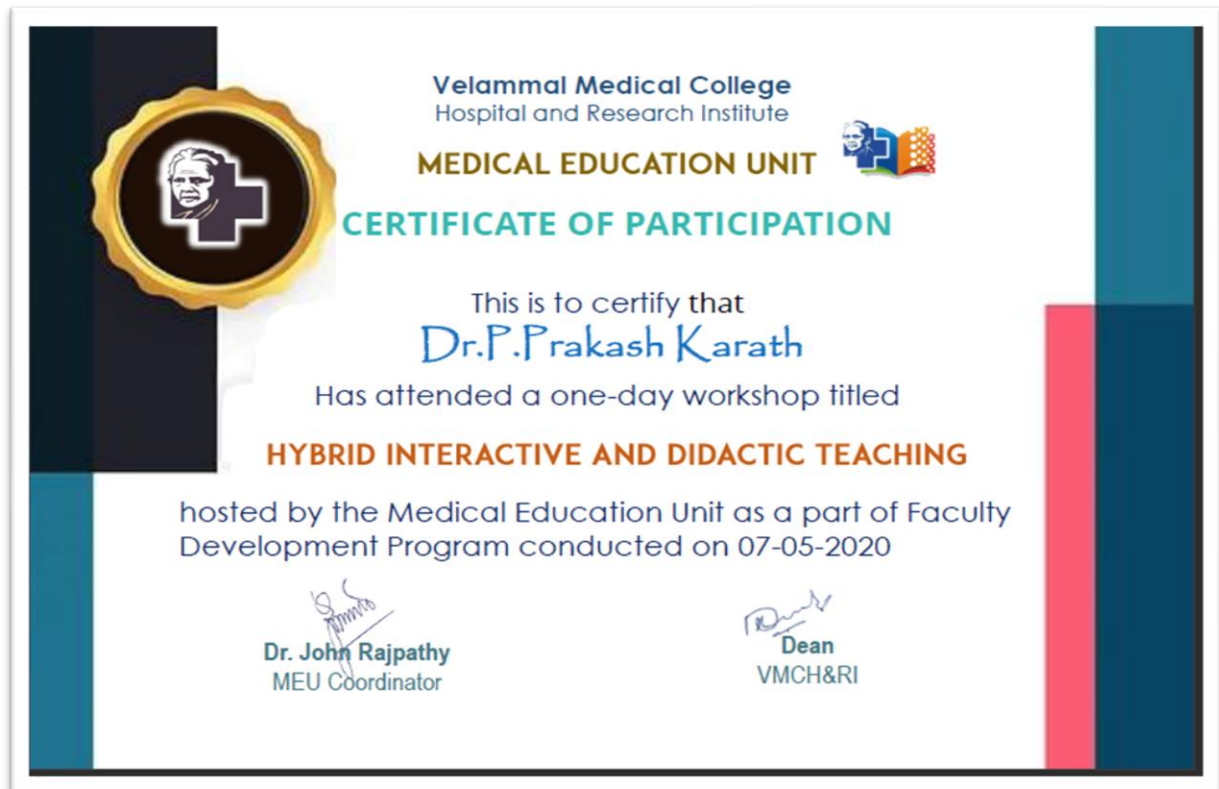 Velammal Medical College
Hospital and Research Institute
MEDICAL EDUCATION UNIT
CERTIFICATE OF PARTICIPATION
This is to certify that
Dr.P.Prakash Karath
Has attended a one-day workshop titled
HYBRID INTERACTIVE AND DIDACTIC TEACHING
hosted by the Medical Education Unit as a part of Faculty
Development Program conducted on 07-05-2020
Dr. John Rajpathy
MEU Coordinator
Dean
VMCH&RI